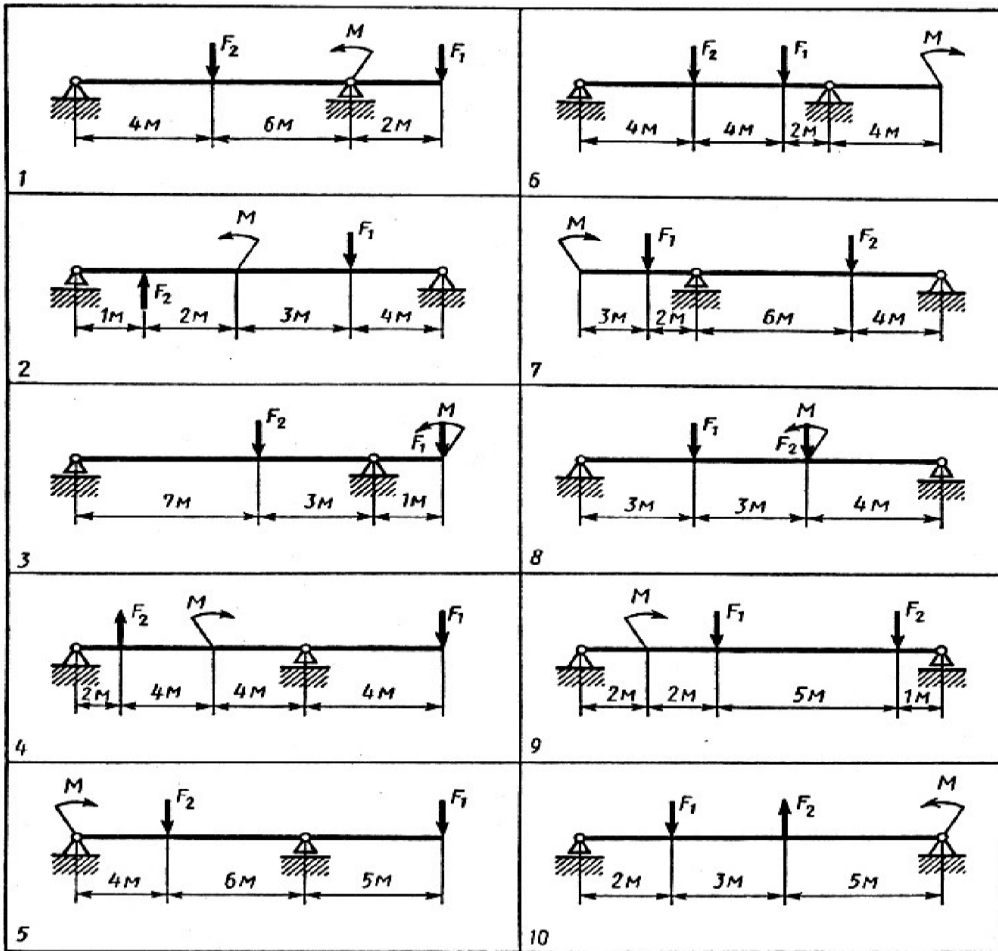 M F₂ F₁
4м 6м 2м
1
M F₁
F₂
1м 2м 3м 4м
2
F₂ M
F₁
7м 3м 1м
3
F₂ M F₁
2м 4м 4м 4м
4
M F₂ F₁
4м 6м 5м
5
F₂ F₁ M
4м 4м 2м 4м
6
M F₁ F₂
3м 2м 6м 4м
7
F₁ M
F₂
3м 3м 4м
8
M F₁ F₂
2м 2м 5м 1м
9
F₁ F₂ M
2м 3м 5м
10